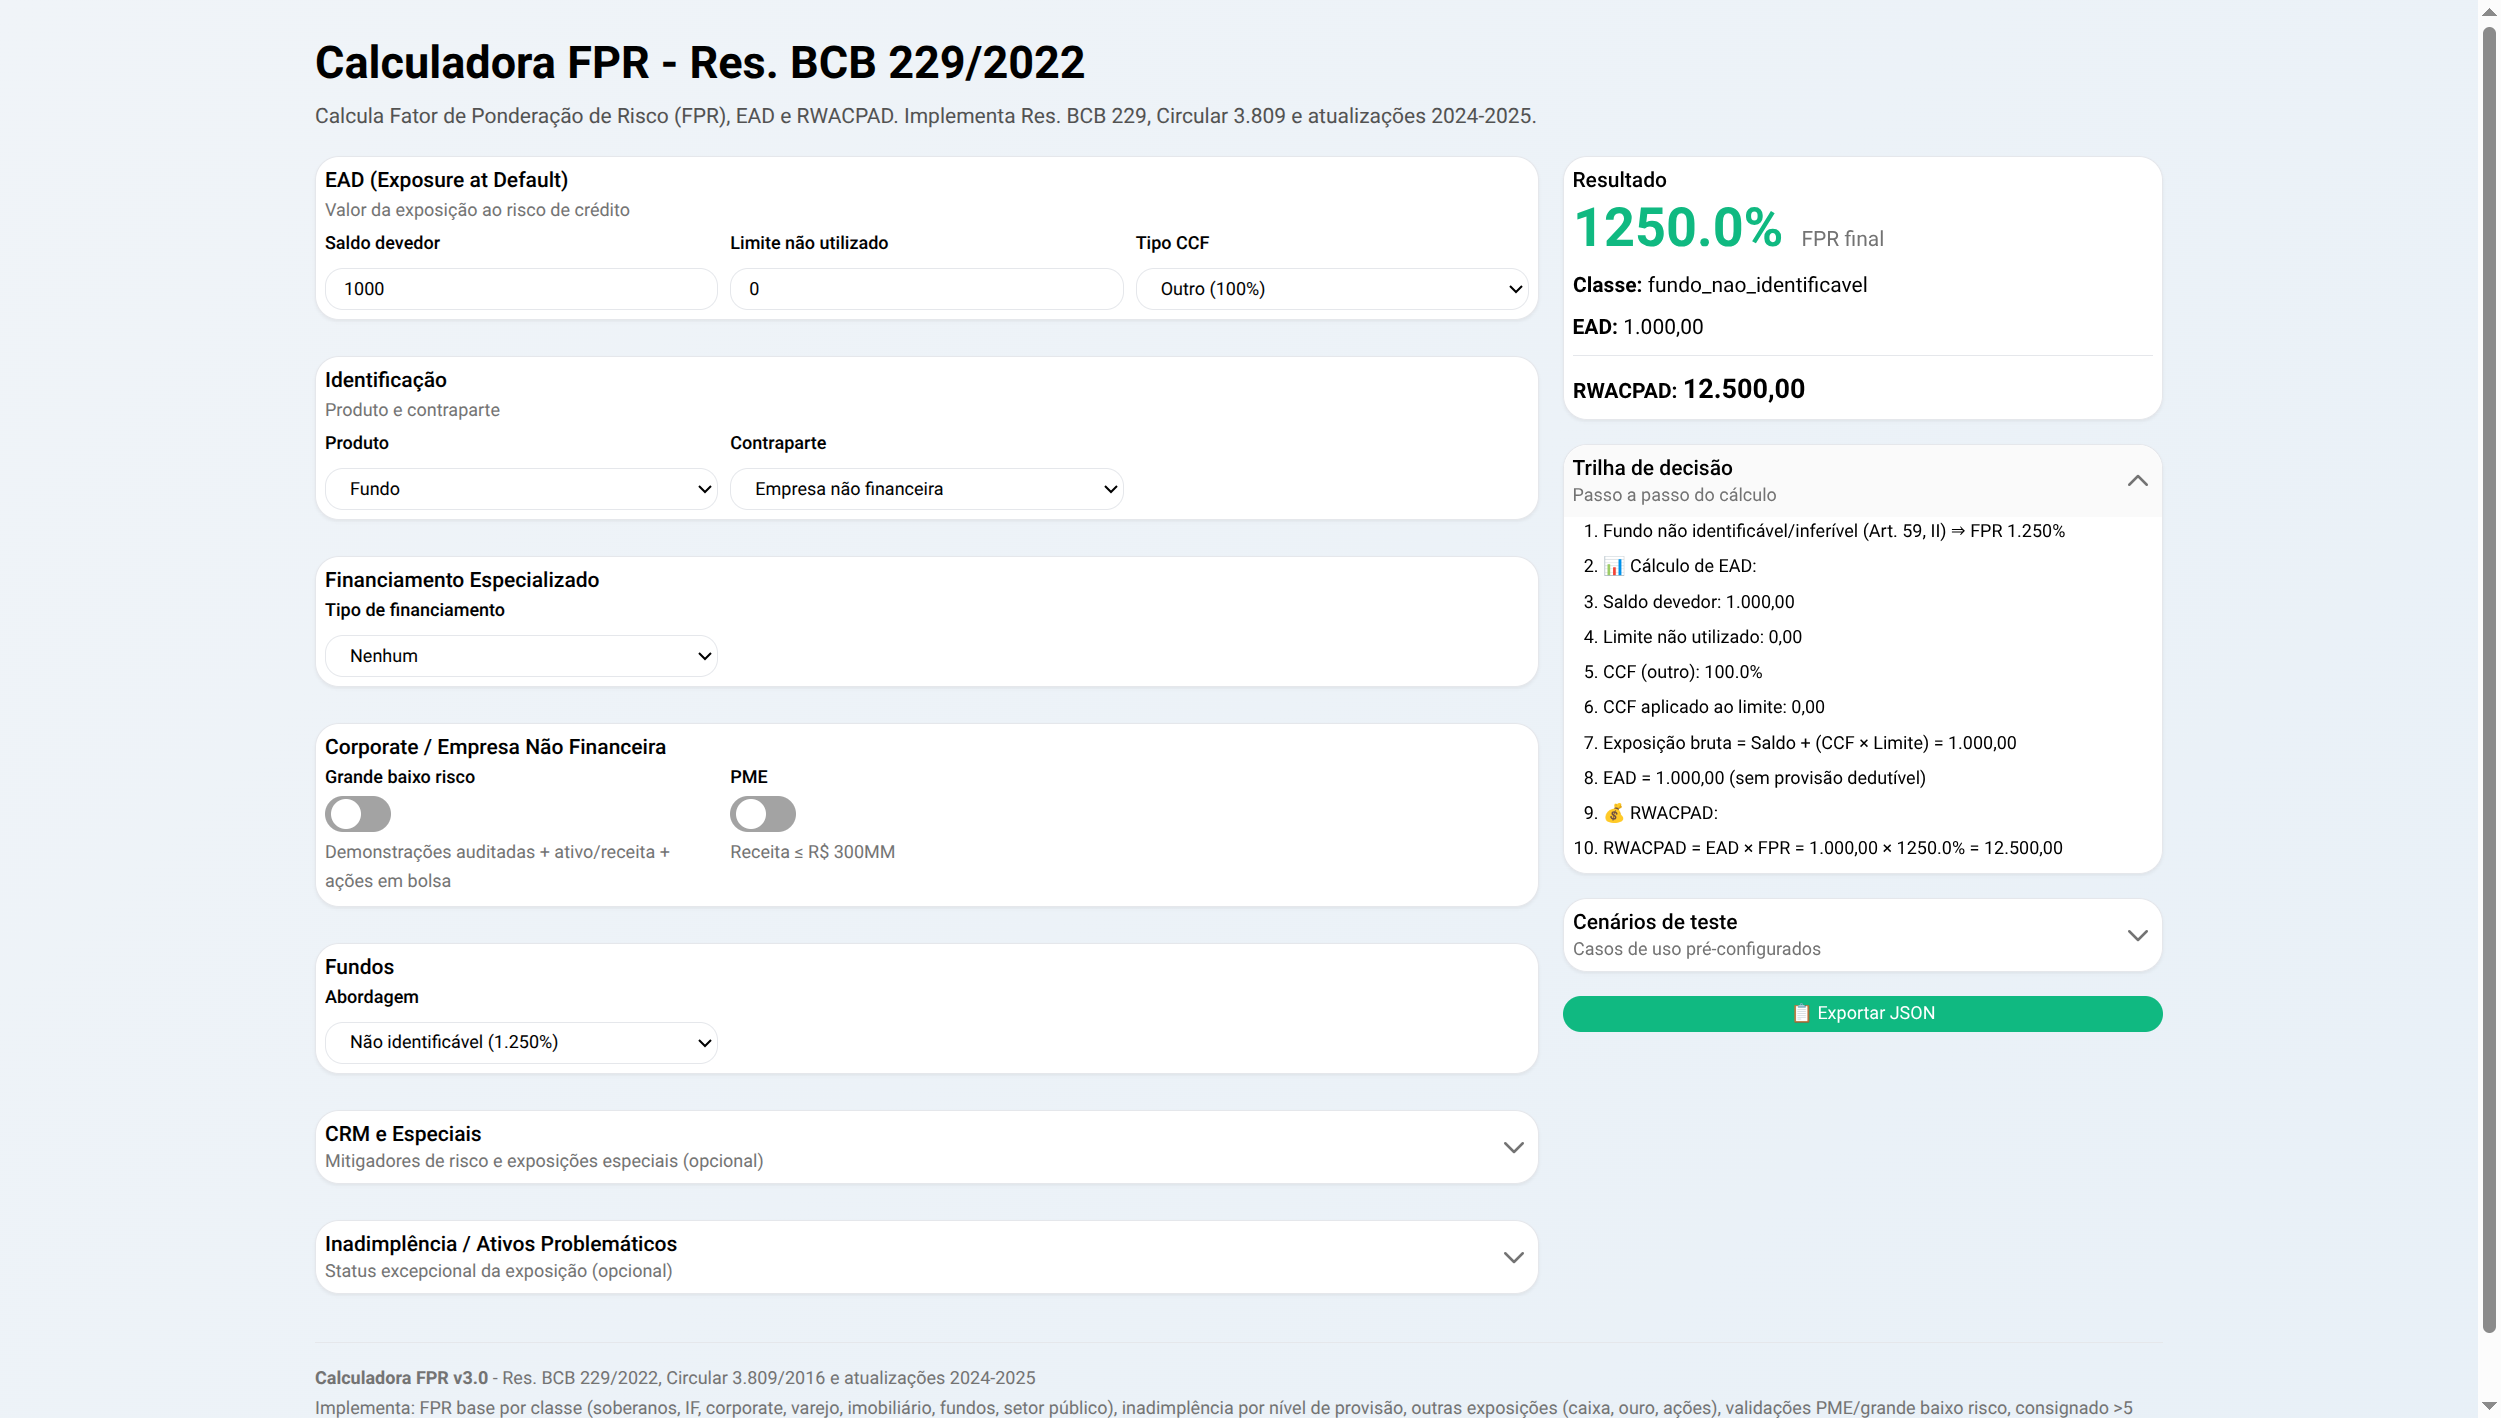 Calculadora FPR - Res. BCB 229/2022
Calcula Fator de Ponderação de Risco (FPR), EAD e RWACPAD. Implementa Res. BCB 229, Circular 3.809 e atualizações 2024-2025.
EAD (Exposure at Default)
Valor da exposição ao risco de crédito
Saldo devedor
Limite não utilizado
Tipo CCF
1000
0
Outro (100%)
Identificação
Produto e contraparte
Produto
Contraparte
Fundo
Empresa não financeira
Financiamento Especializado
Tipo de financiamento
Nenhum
Corporate / Empresa Não Financeira
Grande baixo risco
PME
Demonstrações auditadas + ativo/receita +
ações em bolsa
Receita ≤ R$ 300MM
Fundos
Abordagem
Não identificável (1.250%)
CRM e Especiais
Mitigadores de risco e exposições especiais (opcional)
Inadimplência / Ativos Problemáticos
Status excepcional da exposição (opcional)
Resultado
1250.0% FPR final
Classe: fundo_nao_identificavel
EAD: 1.000,00
RWACPAD: 12.500,00
Trilha de decisão
Passo a passo do cálculo
1. Fundo não identificável/inferível (Art. 59, II) ⇒ FPR 1.250%
2. 📊 Cálculo de EAD:
3. Saldo devedor: 1.000,00
4. Limite não utilizado: 0,00
5. CCF (outro): 100.0%
6. CCF aplicado ao limite: 0,00
7. Exposição bruta = Saldo + (CCF × Limite) = 1.000,00
8. EAD = 1.000,00 (sem provisão dedutível)
9. 💰 RWACPAD:
10. RWACPAD = EAD × FPR = 1.000,00 × 1250.0% = 12.500,00
Cenários de teste
Casos de uso pré-configurados
📋 Exportar JSON
Calculadora FPR v3.0 - Res. BCB 229/2022, Circular 3.809/2016 e atualizações 2024-2025
Implementa: FPR base por classe (soberanos, IF, corporate, varejo, imobiliário, fundos, setor público), inadimplência por nível de provisão, outras exposições (caixa, ouro, ações), validações PME/grande baixo risco, consignado >5